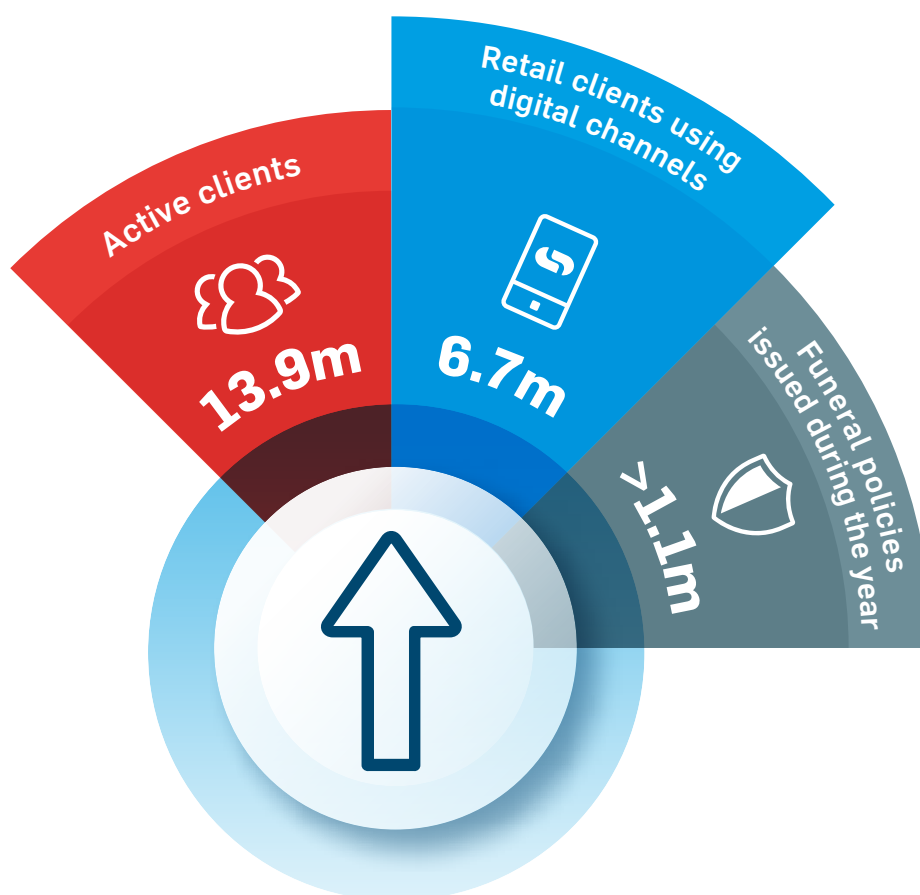 Active clients
13.9m
Retail clients using
digital channels
6.7m
Funeral policies
issued during the year
>1.1m